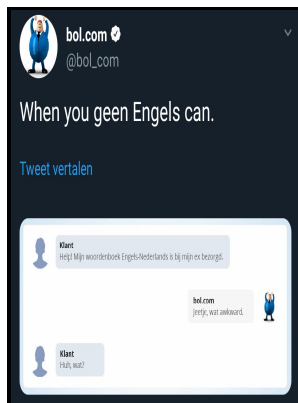 bol.com
@bol_com
When you geen Engels can.
Tweet vertalen
Klant
Help! Mijn woordenboek Engels-Nederlands is bij mijn ex bezorgd.
bol.com
Jeetje, wat awkward.
Klant
Huh, wat?